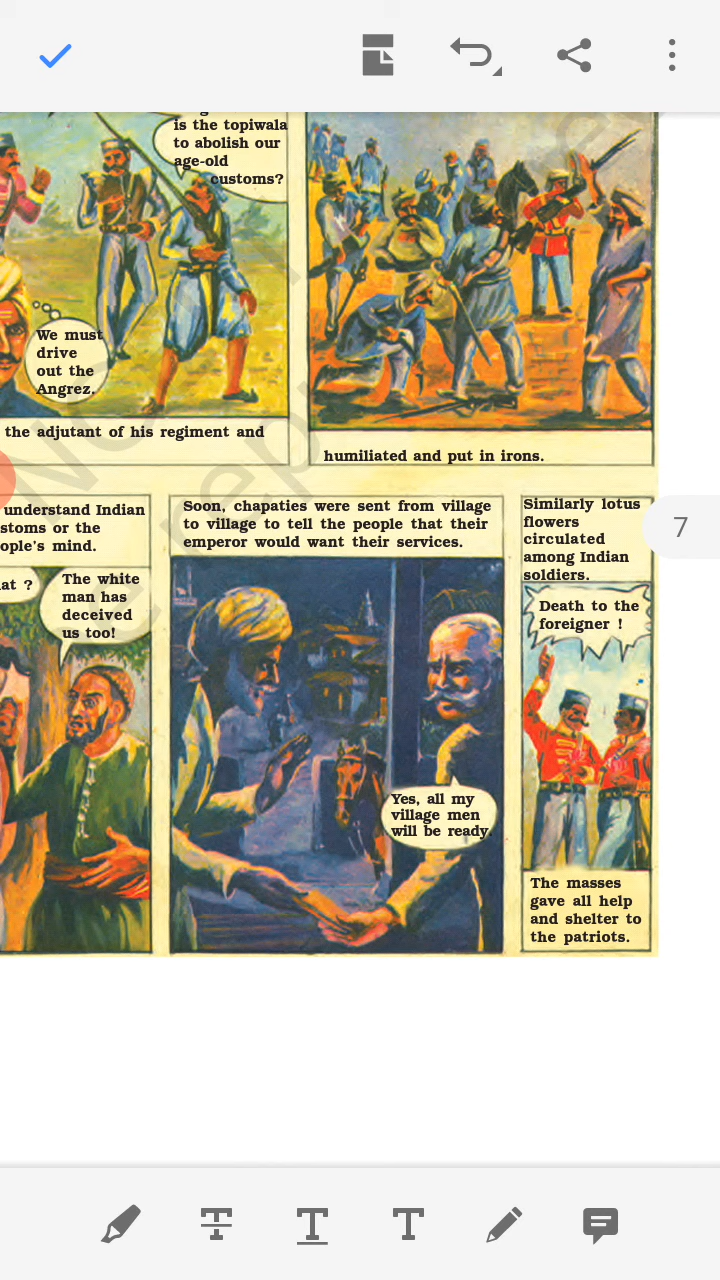 is the topiwala
to abolish our
age-old
customs?
We must
drive
out the
Angrez.
the adjutant of his regiment and
humiliated and put in irons.
understand Indian
stoms or the
ople's mind.
at ?
The white
man has
deceived
us too!
Soon, chapaties were sent from village
to village to tell the people that their
emperor would want their services.
Yes, all my
village men
will be ready.
Similarly lotus
flowers
circulated
among Indian
soldiers.
Death to the
foreigner !
The masses
gave all help
and shelter to
the patriots.
7